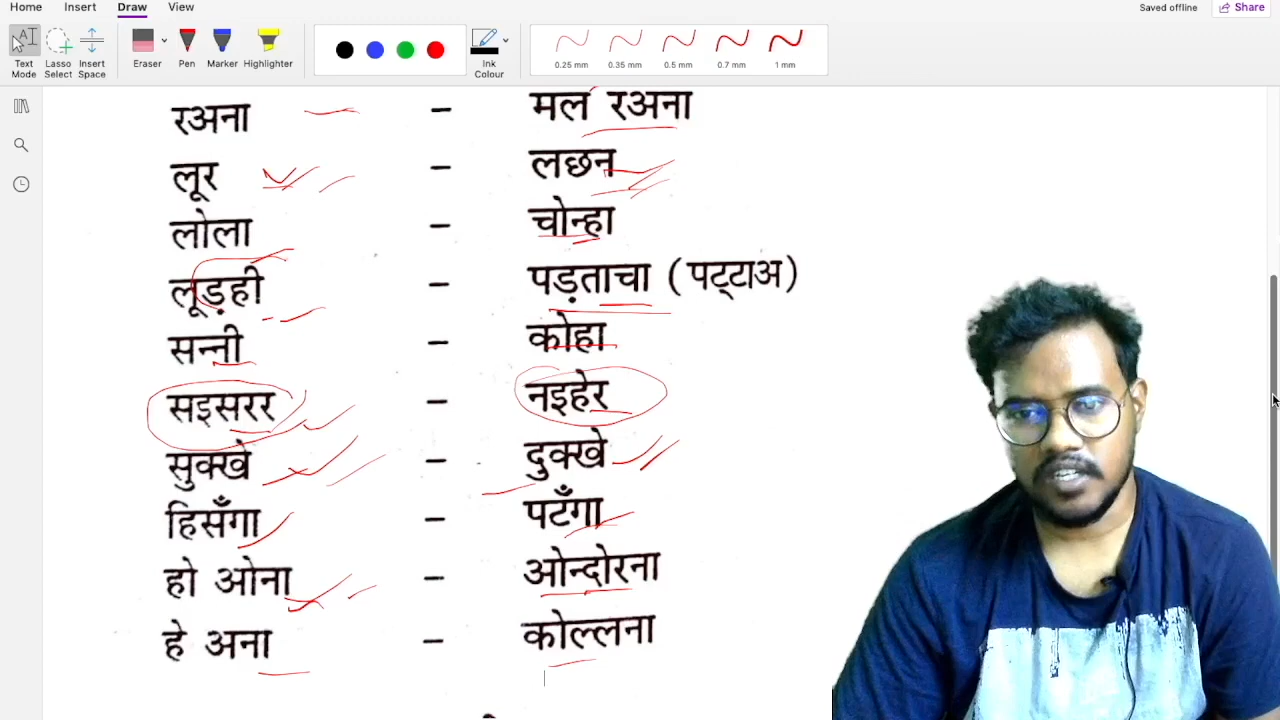 Home Insert Draw View
Saved offline Share
Text Mode Lasso Select Insert Space Eraser Pen Marker Highlighter Ink Colour 0.25 mm 0.35 mm 0.5 mm 0.7 mm 1 mm
रअना - मल रअना
लूर - लछन
लोला - चोन्हा
लूड़ही - पड़ताचा (पट्टाअ)
सन्नी - कोहा
सइसरर - नइहेर
सुक्खे - दुक्खे
हिसँगा - पटँगा
हो ओना - ओन्दोरना
हे अना - कोल्लना